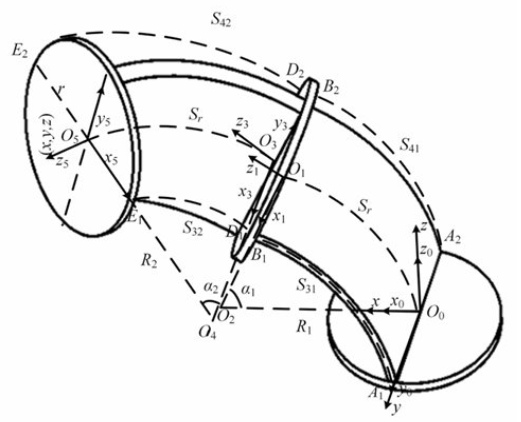 S42
E2
D2
B2
r
y3
Sr
z3
O3
S41
(x,y,z)
O5
y5
z5
x5
z1
O1
x3
x1
Sr
z
A2
E1
S32
D1
B1
z0
R2
S31
α2
α1
x
x0
O0
O2
R1
O4
A1
y0
y